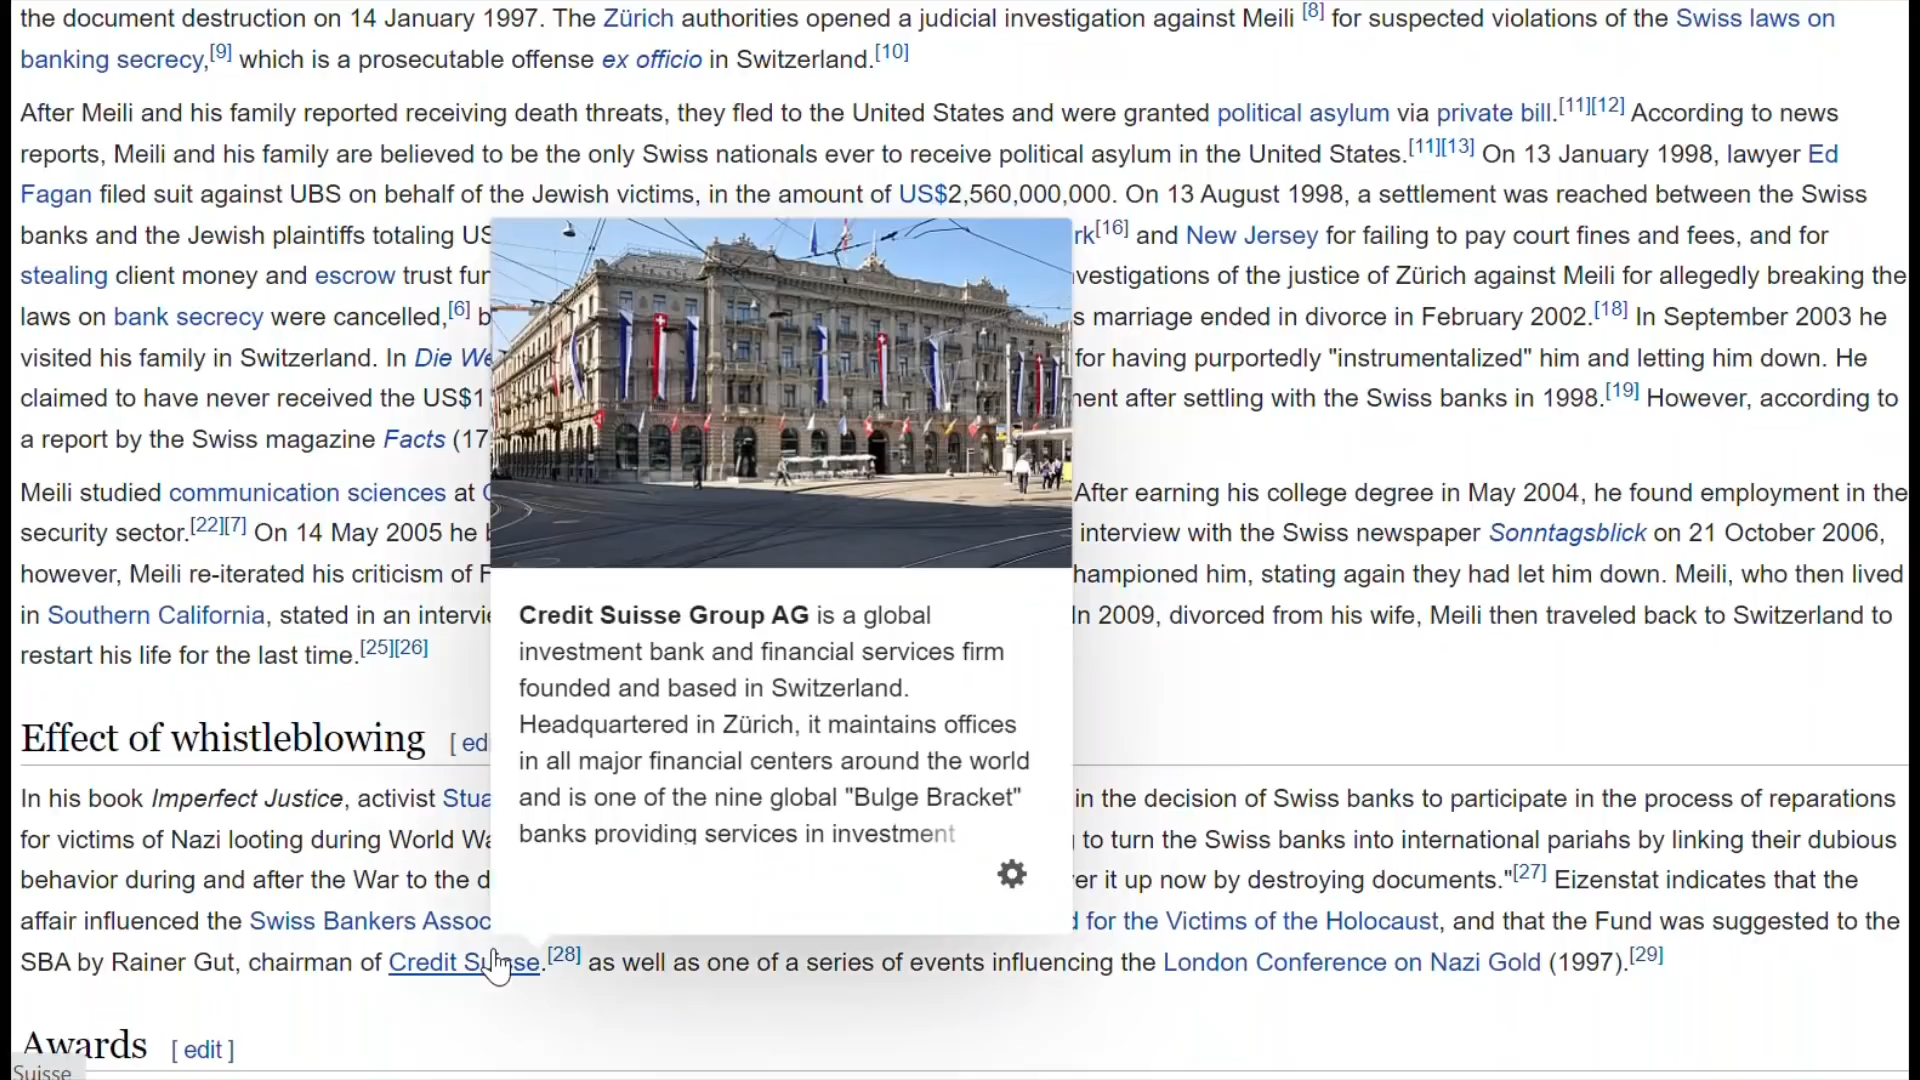 the document destruction on 14 January 1997. The Zürich authorities opened a judicial investigation against Meili [8] for suspected violations of the Swiss laws on
banking secrecy,[9] which is a prosecutable offense ex officio in Switzerland.[10]
After Meili and his family reported receiving death threats, they fled to the United States and were granted political asylum via private bill.[11][12] According to news
reports, Meili and his family are believed to be the only Swiss nationals ever to receive political asylum in the United States.[11][13] On 13 January 1998, lawyer Ed
Fagan filed suit against UBS on behalf of the Jewish victims, in the amount of US$2,560,000,000. On 13 August 1998, a settlement was reached between the Swiss
banks and the Jewish plaintiffs totaling US
rk[16] and New Jersey for failing to pay court fines and fees, and for
stealing client money and escrow trust fun
vestigations of the justice of Zürich against Meili for allegedly breaking the
laws on bank secrecy were cancelled,[6] b
s marriage ended in divorce in February 2002.[18] In September 2003 he
visited his family in Switzerland. In Die We
for having purportedly "instrumentalized" him and letting him down. He
claimed to have never received the US$1
ent after settling with the Swiss banks in 1998.[19] However, according to
a report by the Swiss magazine Facts (17
Meili studied communication sciences at
After earning his college degree in May 2004, he found employment in the
security sector.[22][7] On 14 May 2005 he b
interview with the Swiss newspaper Sonntagsblick on 21 October 2006,
however, Meili re-iterated his criticism of F
hampioned him, stating again they had let him down. Meili, who then lived
in Southern California, stated in an intervie
In 2009, divorced from his wife, Meili then traveled back to Switzerland to
restart his life for the last time.[25][26]
Credit Suisse Group AG is a global
investment bank and financial services firm
founded and based in Switzerland.
Headquartered in Zürich, it maintains offices
in all major financial centers around the world
and is one of the nine global "Bulge Bracket"
banks providing services in investment
Effect of whistleblowing [ edi
In his book Imperfect Justice, activist Stua
in the decision of Swiss banks to participate in the process of reparations
for victims of Nazi looting during World Wa
to turn the Swiss banks into international pariahs by linking their dubious
behavior during and after the War to the d
er it up now by destroying documents."[27] Eizenstat indicates that the
affair influenced the Swiss Bankers Assoc
d for the Victims of the Holocaust, and that the Fund was suggested to the
SBA by Rainer Gut, chairman of Credit Suisse.[28] as well as one of a series of events influencing the London Conference on Nazi Gold (1997).[29]
Awards [ edit ]
Suisse